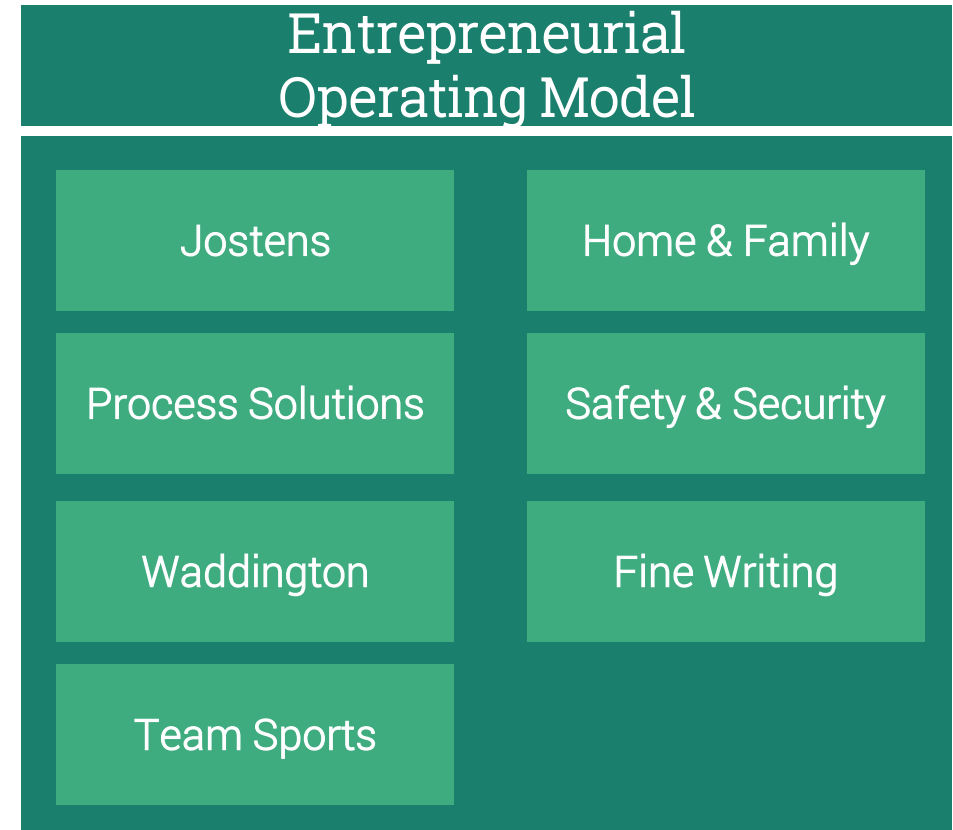 Entrepreneurial
Operating Model
Jostens
Home & Family
Process Solutions
Safety & Security
Waddington
Fine Writing
Team Sports